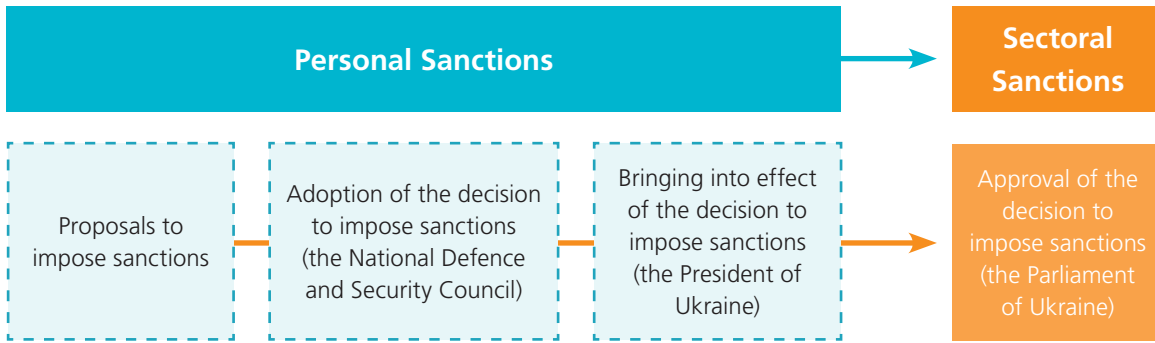 Personal Sanctions
Sectoral
Sanctions
Proposals to
impose sanctions
Adoption of the decision
to impose sanctions
(the National Defence
and Security Council)
Bringing into effect
of the decision to
impose sanctions
(the President of
Ukraine)
Approval of the
decision to
impose sanctions
(the Parliament
of Ukraine)